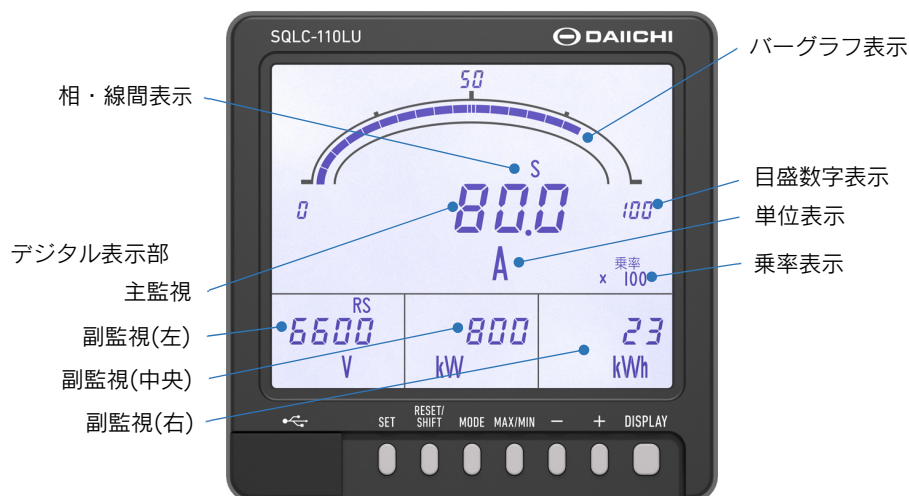 SQLC-110LU
DAIICHI
バーグラフ表示
50
相・線間表示
S
目盛数字表示
0
80.0
100
単位表示
デジタル表示部
主監視
A
乗率
× 100
乗率表示
RS
副監視(左)
6600
800
23
V
kW
kWh
副監視(中央)
副監視(右)
SET
RESET/
SHIFT
MODE
MAX/MIN
−
+
DISPLAY